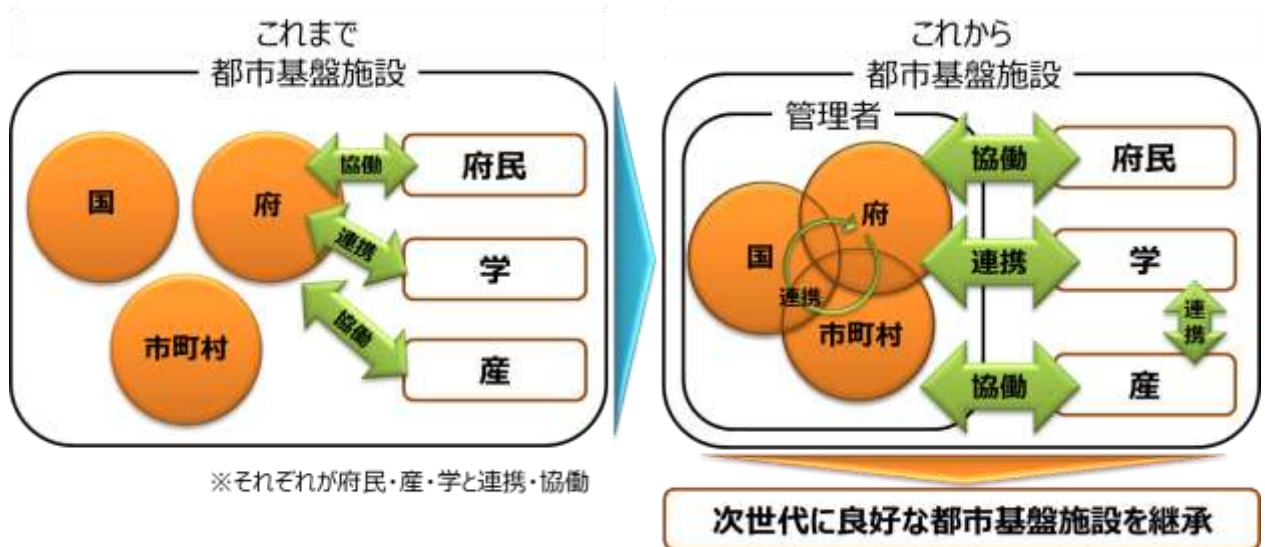 これまで
都市基盤施設
国
府
市町村
協働
連携
協働
府民
学
産
※それぞれが府民・産・学と連携・協働
これから
都市基盤施設
管理者
国
府
市町村
連携
協働
連携
協働
府民
学
連携
産
次世代に良好な都市基盤施設を継承